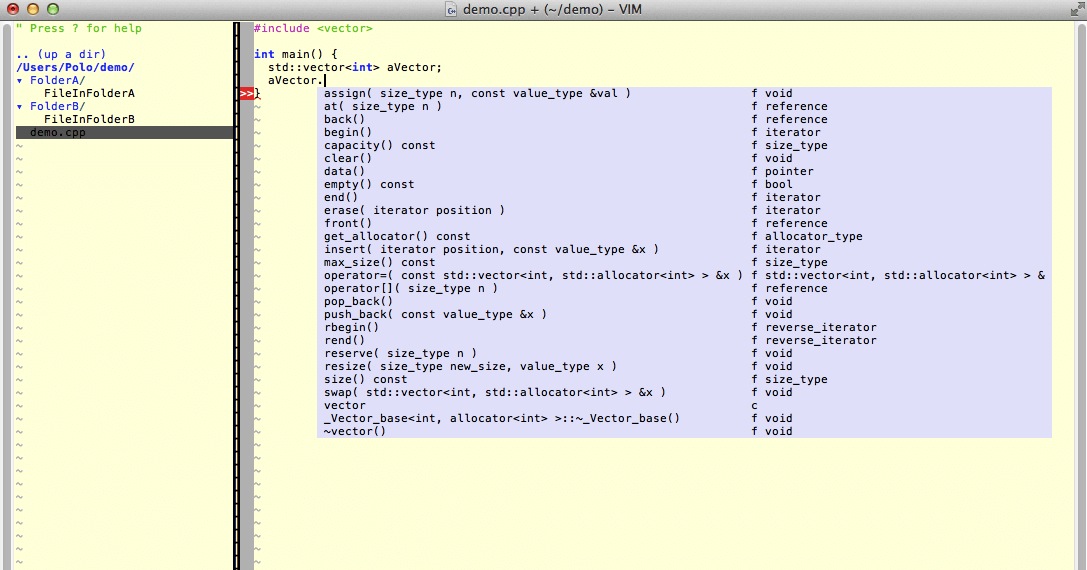 demo.cpp + (~/demo) – VIM
" Press ? for help
.. (up a dir)
/Users/Polo/demo/
▾ FolderA/
FileInFolderA
▾ FolderB/
FileInFolderB
demo.cpp
#include <vector>
int main() {
std::vector<int> aVector;
aVector.
>>}
assign( size_type n, const value_type &val ) f void
at( size_type n ) f reference
back() f reference
begin() f iterator
capacity() const f size_type
clear() f void
data() f pointer
empty() const f bool
end() f iterator
erase( iterator position ) f iterator
front() f reference
get_allocator() const f allocator_type
insert( iterator position, const value_type &x ) f iterator
max_size() const f size_type
operator=( const std::vector<int, std::allocator<int> > &x ) f std::vector<int, std::allocator<int> > &
operator[]( size_type n ) f reference
pop_back() f void
push_back( const value_type &x ) f void
rbegin() f reverse_iterator
rend() f reverse_iterator
reserve( size_type n ) f void
resize( size_type new_size, value_type x ) f void
size() const f size_type
swap( std::vector<int, std::allocator<int> > &x ) f void
vector c
_Vector_base<int, allocator<int> >::~_Vector_base() f void
~vector() f void